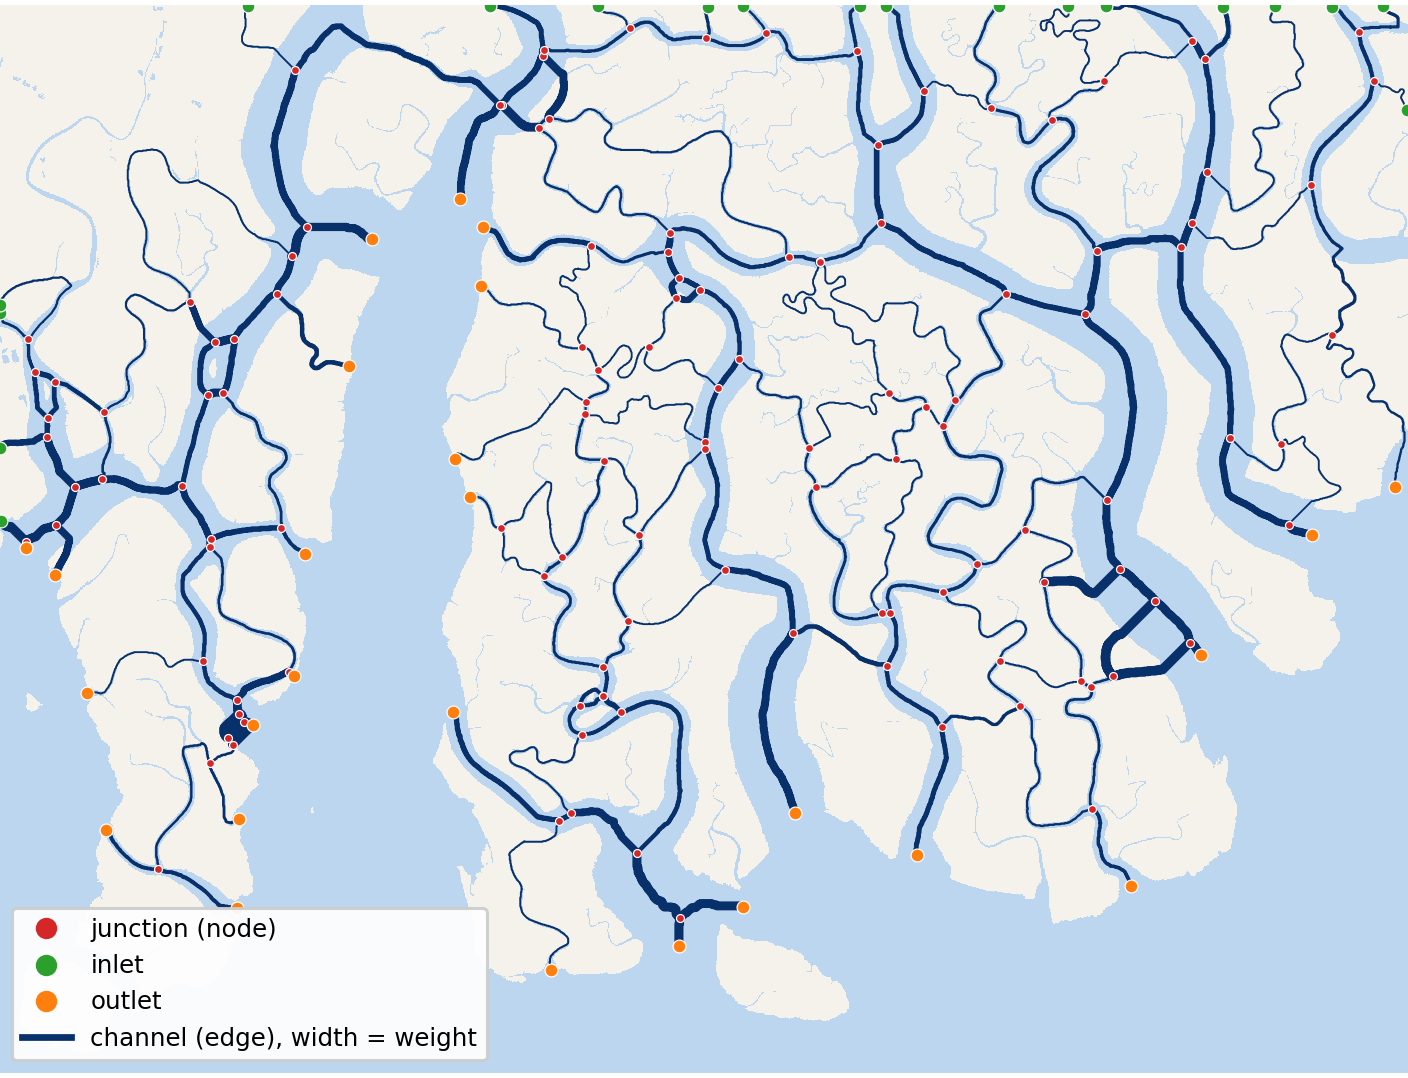 junction (node)
inlet
outlet
channel (edge), width = weight